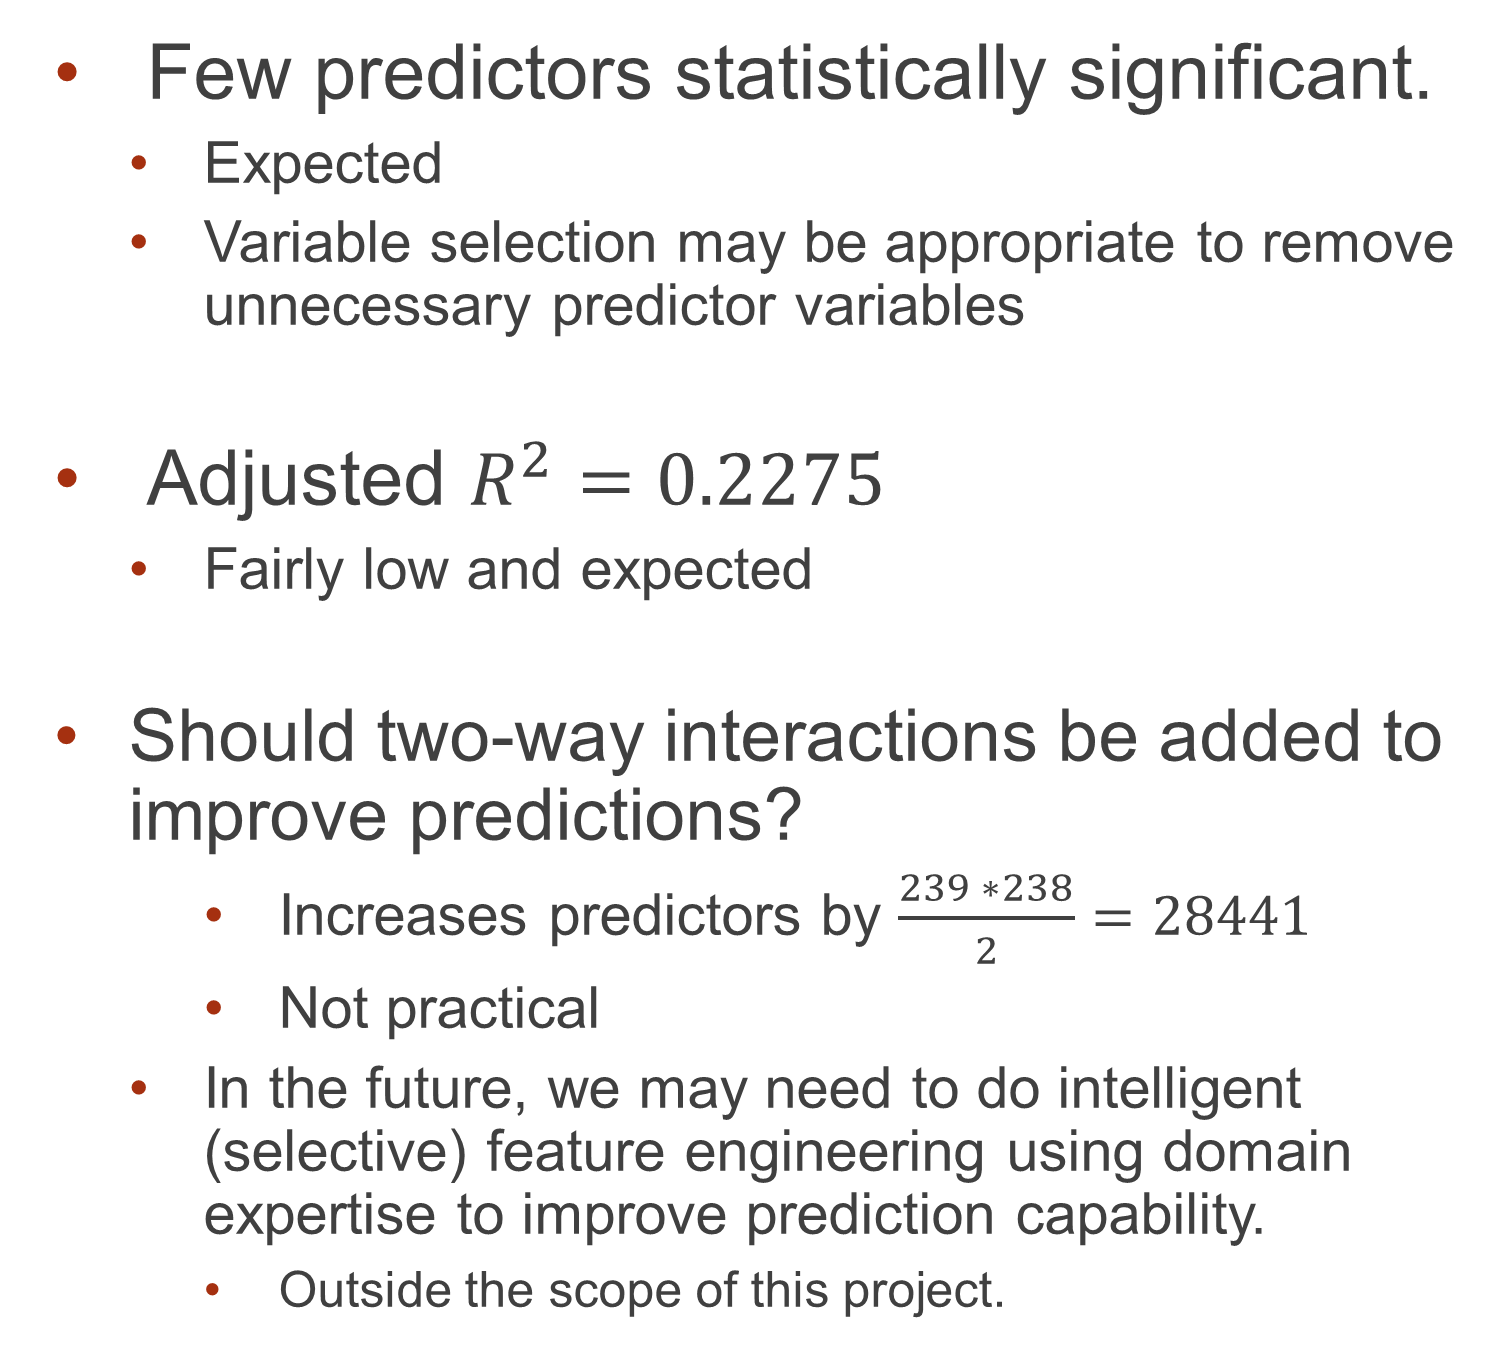 • Few predictors statistically significant.
• Expected
• Variable selection may be appropriate to remove
unnecessary predictor variables
• Adjusted R² = 0.2275
• Fairly low and expected
• Should two-way interactions be added to
improve predictions?
• Increases predictors by \frac{239 *238}{2} = 28441
• Not practical
• In the future, we may need to do intelligent
(selective) feature engineering using domain
expertise to improve prediction capability.
• Outside the scope of this project.